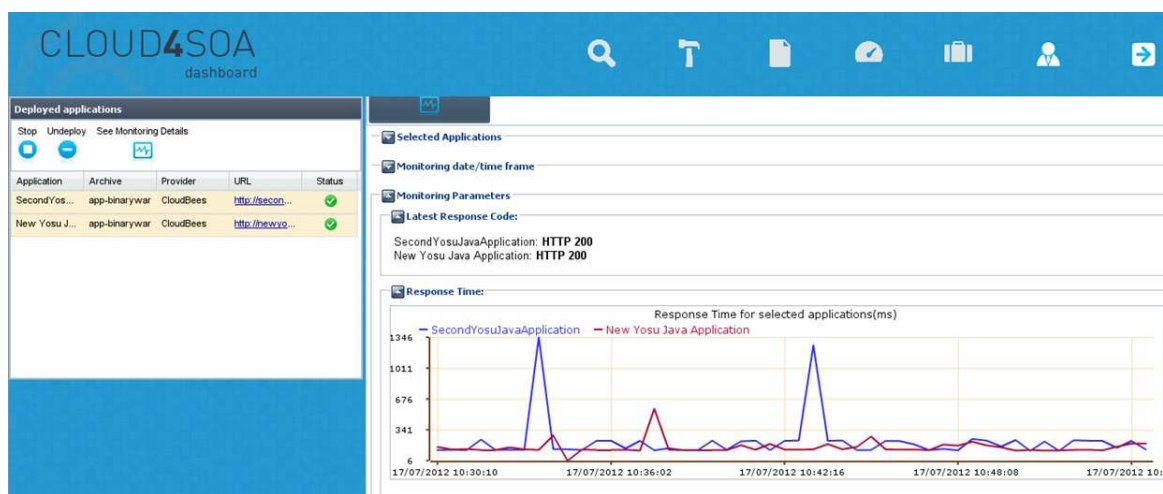 CLOUD4SOA
dashboard
Deployed applications
Stop Undeploy See Monitoring Details
Application Archive Provider URL Status
SecondYos... app-binarywar CloudBees http://secon...
New Yosu J... app-binarywar CloudBees http://newyo...
Selected Applications
Monitoring date/time frame
Monitoring Parameters
Latest Response Code:
SecondYosuJavaApplication: HTTP 200
New Yosu Java Application: HTTP 200
Response Time:
Response Time for selected applications(ms)
SecondYosuJavaApplication New Yosu Java Application
1346
1011
676
341
6
17/07/2012 10:30:10 17/07/2012 10:36:02 17/07/2012 10:42:16 17/07/2012 10:48:08 17/07/2012 10: